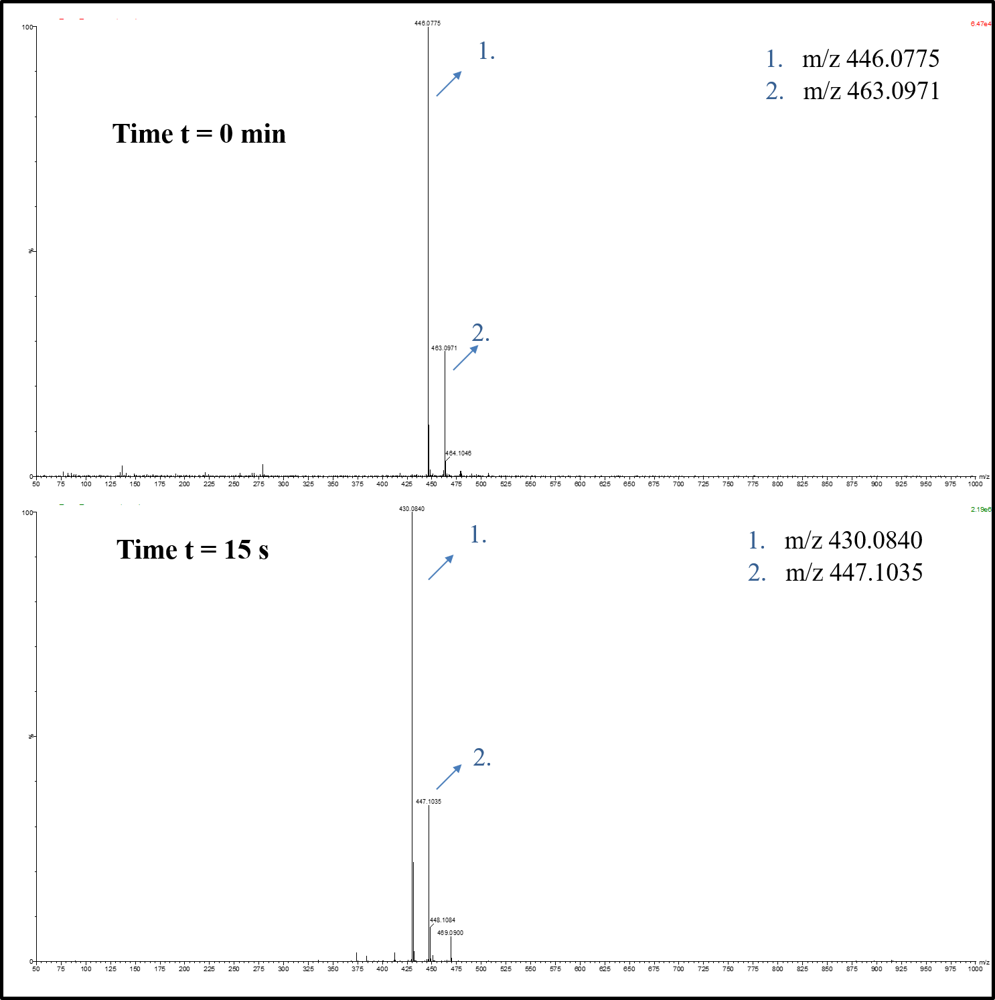 446.0775
100
6.47e4
1.
1. m/z 446.0775
2. m/z 463.0971
Time t = 0 min
%
2.
463.0971
464.1046
0
50 75 100 125 150 175 200 225 250 275 300 325 350 375 400 425 450 475 500 525 550 575 600 625 650 675 700 725 750 775 800 825 850 875 900 925 950 975 1000 m/z
430.0840
100
2.19e6
1.
1. m/z 430.0840
2. m/z 447.1035
Time t = 15 s
%
2.
447.1035
448.1084
469.0900
0
50 75 100 125 150 175 200 225 250 275 300 325 350 375 400 425 450 475 500 525 550 575 600 625 650 675 700 725 750 775 800 825 850 875 900 925 950 975 1000 m/z